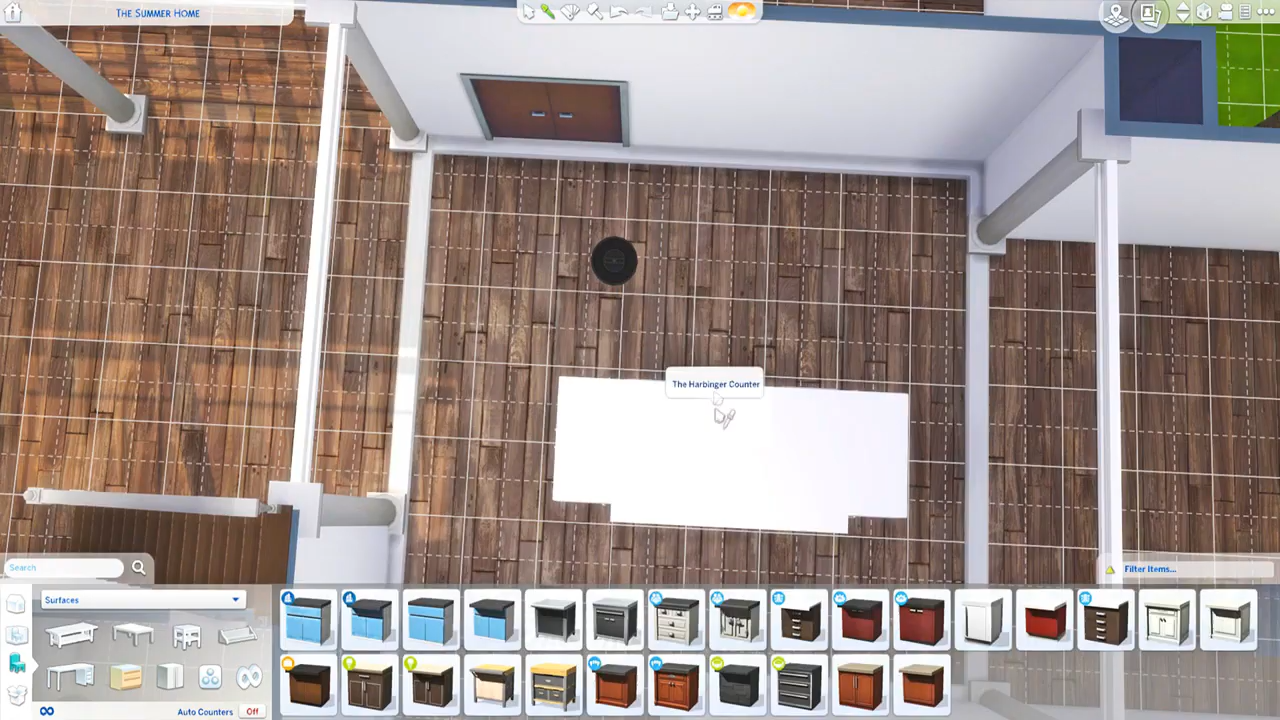 The Summer Home
The Harbinger Counter
Search
Filter Items...
Surfaces
Auto Counters Off